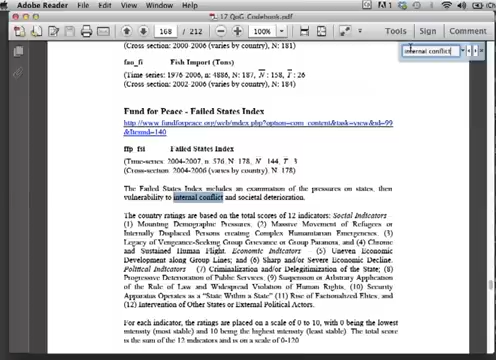 Adobe Reader File Edit View Window Help
17 QoG Codebook.pdf
168 / 212 100% Tools Sign Comment
internal conflict
(Cross section: 2000-2006 (varies by country), N: 181)
fao_fi Fish Import (Tons)
(Time series: 1976-2006, n: 4886, N: 187, N: 158, T: 26
(Cross section: 2002-2006 (varies by country), N: 184)
Fund for Peace - Failed States Index
http://www.fundforpeace.org/web/index.php?option=com_content&task=view&id=99
&Itemid=140
ffp_fsi Failed States Index
(Time-series: 2004-2007, n: 576, N: 178, N: 144, T: 3
(Cross-section: 2004-2006 (varies by country), N: 178)
The Failed States Index includes an examination of the pressures on states, their
vulnerability to internal conflict and societal deterioration.
The country ratings are based on the total scores of 12 indicators: Social Indicators
(1) Mounting Demographic Pressures, (2) Massive Movement of Refugees or
Internally Displaced Persons creating Complex Humanitarian Emergencies, (3)
Legacy of Vengeance-Seeking Group Grievance or Group Paranoia, and (4) Chronic
and Sustained Human Flight. Economic Indicators (5) Uneven Economic
Development along Group Lines; and (6) Sharp and/or Severe Economic Decline.
Political Indicators (7) Criminalization and/or Delegitimization of the State; (8)
Progressive Deterioration of Public Services; (9) Suspension or Arbitrary Application
of the Rule of Law and Widespread Violation of Human Rights, (10) Security
Apparatus Operates as a "State Within a State" (11) Rise of Factionalized Elites, and
(12) Intervention of Other States or External Political Actors.
For each indicator, the ratings are placed on a scale of 0 to 10, with 0 being the lowest
intensity (most stable) and 10 being the highest intensity (least stable). The total score
is the sum of the 12 indicators and is on a scale of 0-120